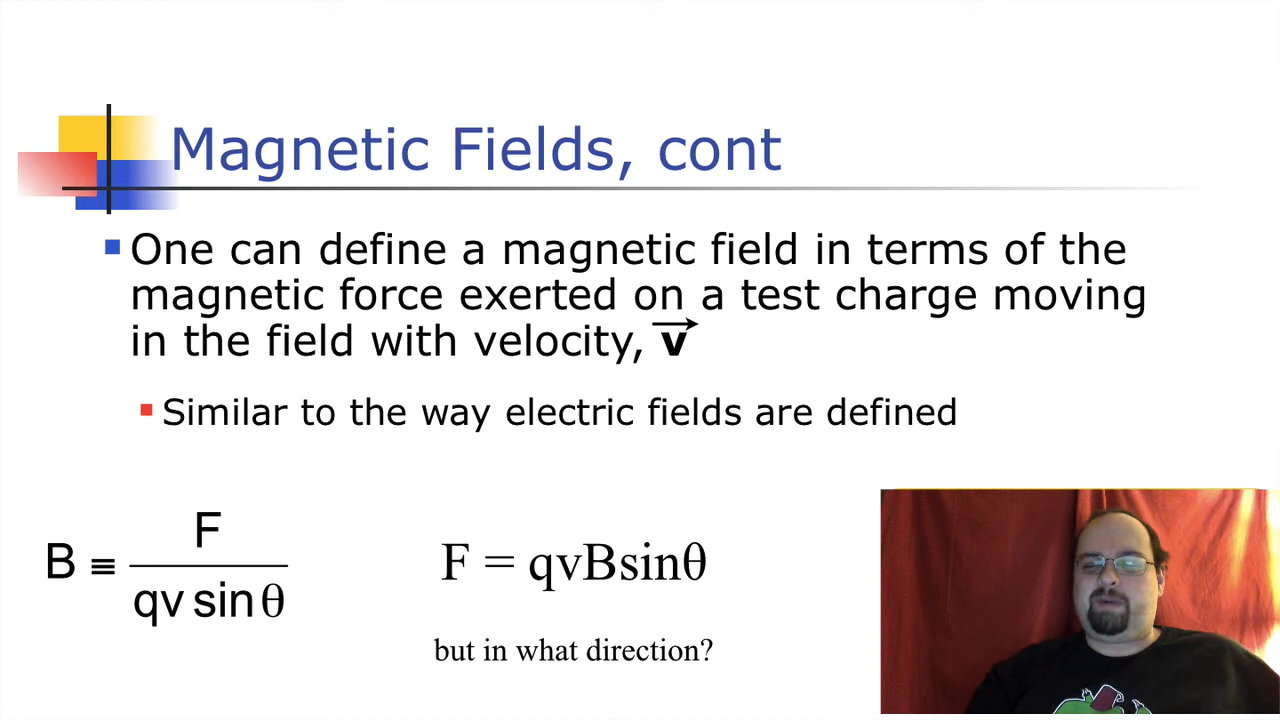 Magnetic Fields, cont
One can define a magnetic field in terms of the
magnetic force exerted on a test charge moving
in the field with velocity, v⃗
Similar to the way electric fields are defined
B ≡ F / qv sin θ
F = qvBsinθ
but in what direction?